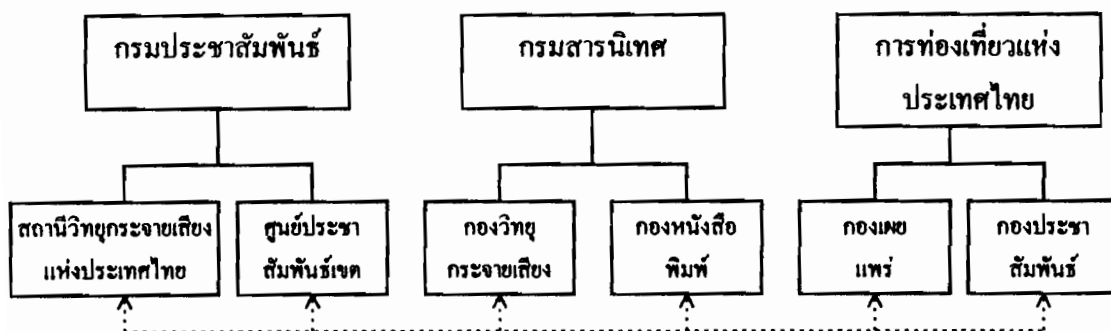 กรมประชาสัมพันธ์
กรมสารนิเทศ
การท่องเที่ยวแห่ง
ประเทศไทย
สถานีวิทยุกระจายเสียง
แห่งประเทศไทย
ศูนย์ประชา
สัมพันธ์เขต
กองวิทยุ
กระจายเสียง
กองหนังสือ
พิมพ์
กองเผย
แพร่
กองประชา
สัมพันธ์